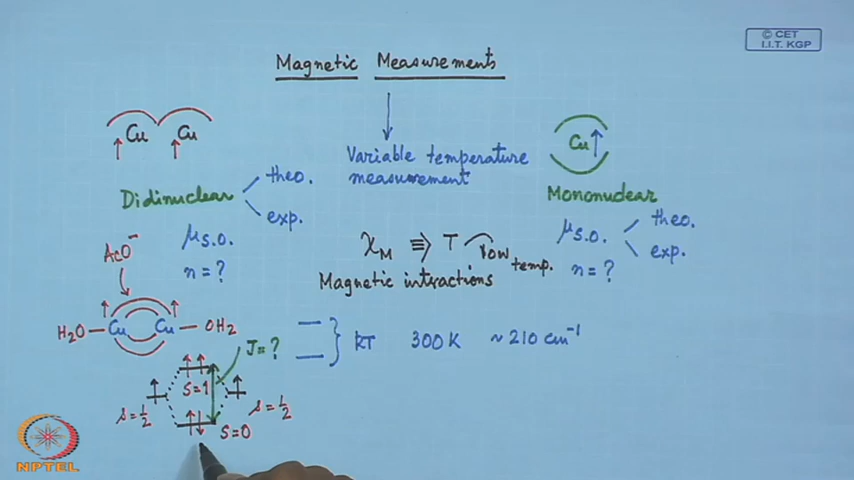 © CET
I.I.T. KGP
Magnetic Measurements
Cu Cu
Cu
Variable temperature
measurement
Didinuclear
theo.
exp.
Mononuclear
AcO⁻
μs.o.
n = ?
χM ≡> T low temp.
Magnetic interactions
μs.o.
theo.
exp.
n = ?
H2O — Cu Cu — OH2
J = ?
} kT 300 K ~ 210 cm⁻¹
S=1
s=½
s=½
S=0
NPTEL